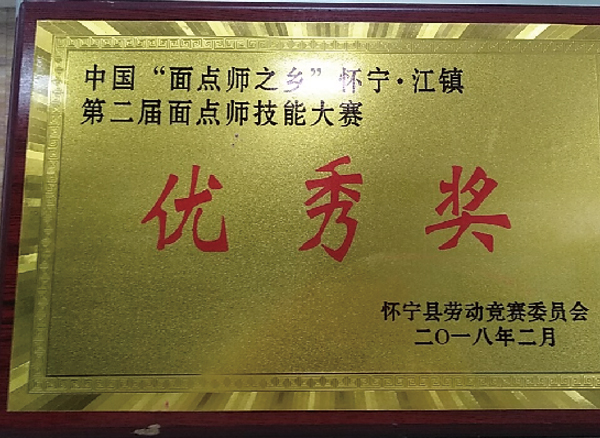 中国“面点师之乡”怀宁·江镇
第二届面点师技能大赛
优秀奖
怀宁县劳动竞赛委员会
二〇一八年二月